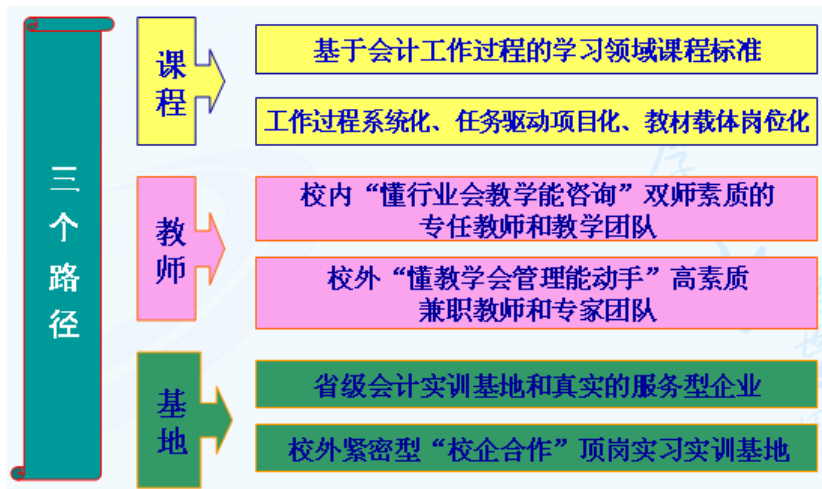 三个路径
课程
基于会计工作过程的学习领域课程标准
工作过程系统化、任务驱动项目化、教材载体岗位化
教师
校内“懂行业会教学能咨询”双师素质的
专任教师和教学团队
校外“懂教学会管理能动手”高素质
兼职教师和专家团队
基地
省级会计实训基地和真实的服务型企业
校外紧密型“校企合作”顶岗实习实训基地